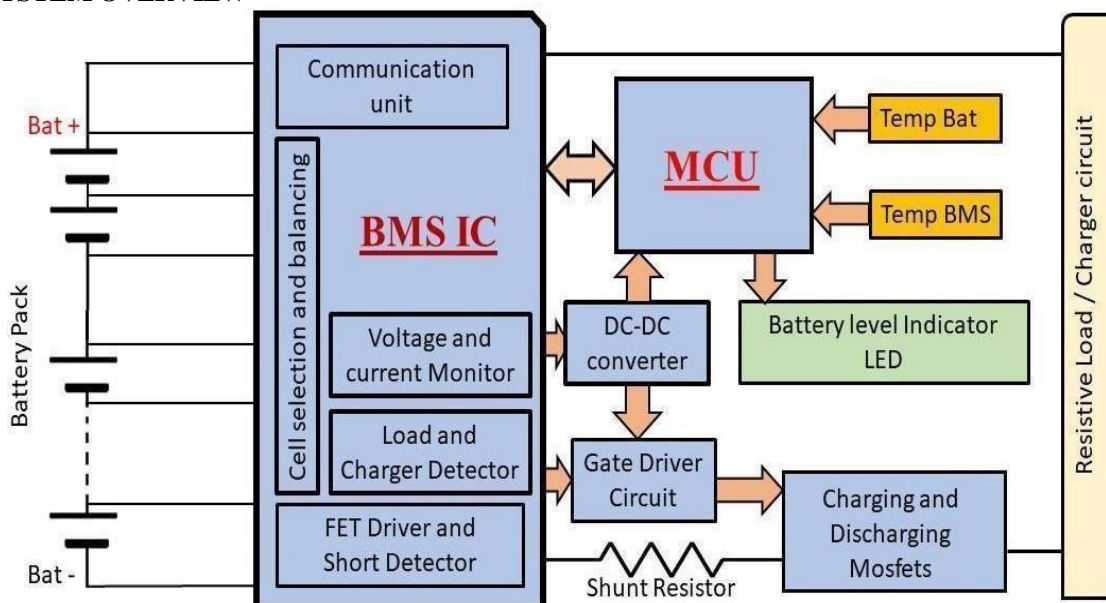 Communication
unit
Bat +
Battery Pack
Bat -
Cell selection and balancing
BMS IC
Voltage and
current Monitor
Load and
Charger Detector
FET Driver and
Short Detector
MCU
Temp Bat
Temp BMS
DC-DC
converter
Battery level Indicator
LED
Gate Driver
Circuit
Charging and
Discharging
Mosfets
Shunt Resistor
Resistive Load / Charger circuit